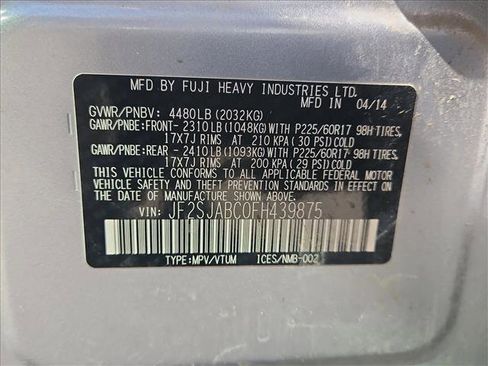 MFD BY FUJI HEAVY INDUSTRIES LTD.
MFD IN 04/14
GVWR/PNBV: 4480LB (2032KG)
GAWR/PNBE: FRONT- 2310LB (1048KG) WITH P225/60R17 98H TIRES,
17X7J RIMS AT 210 KPA (30 PSI) COLD
GAWR/PNBE: REAR - 2410LB (1093KG) WITH P225/60R17 98H TIRES,
17X7J RIMS AT 200 KPA (29 PSI) COLD
THIS VEHICLE CONFORMS TO ALL APPLICABLE FEDERAL MOTOR
VEHICLE SAFETY AND THEFT PREVENTION STANDARDS IN EFFECT ON THE
DATE OF MANUFACTURE SHOWN ABOVE.
VIN: JF2SJABC0FH439875
TYPE:MPV/VTUM ICES/NMB-002